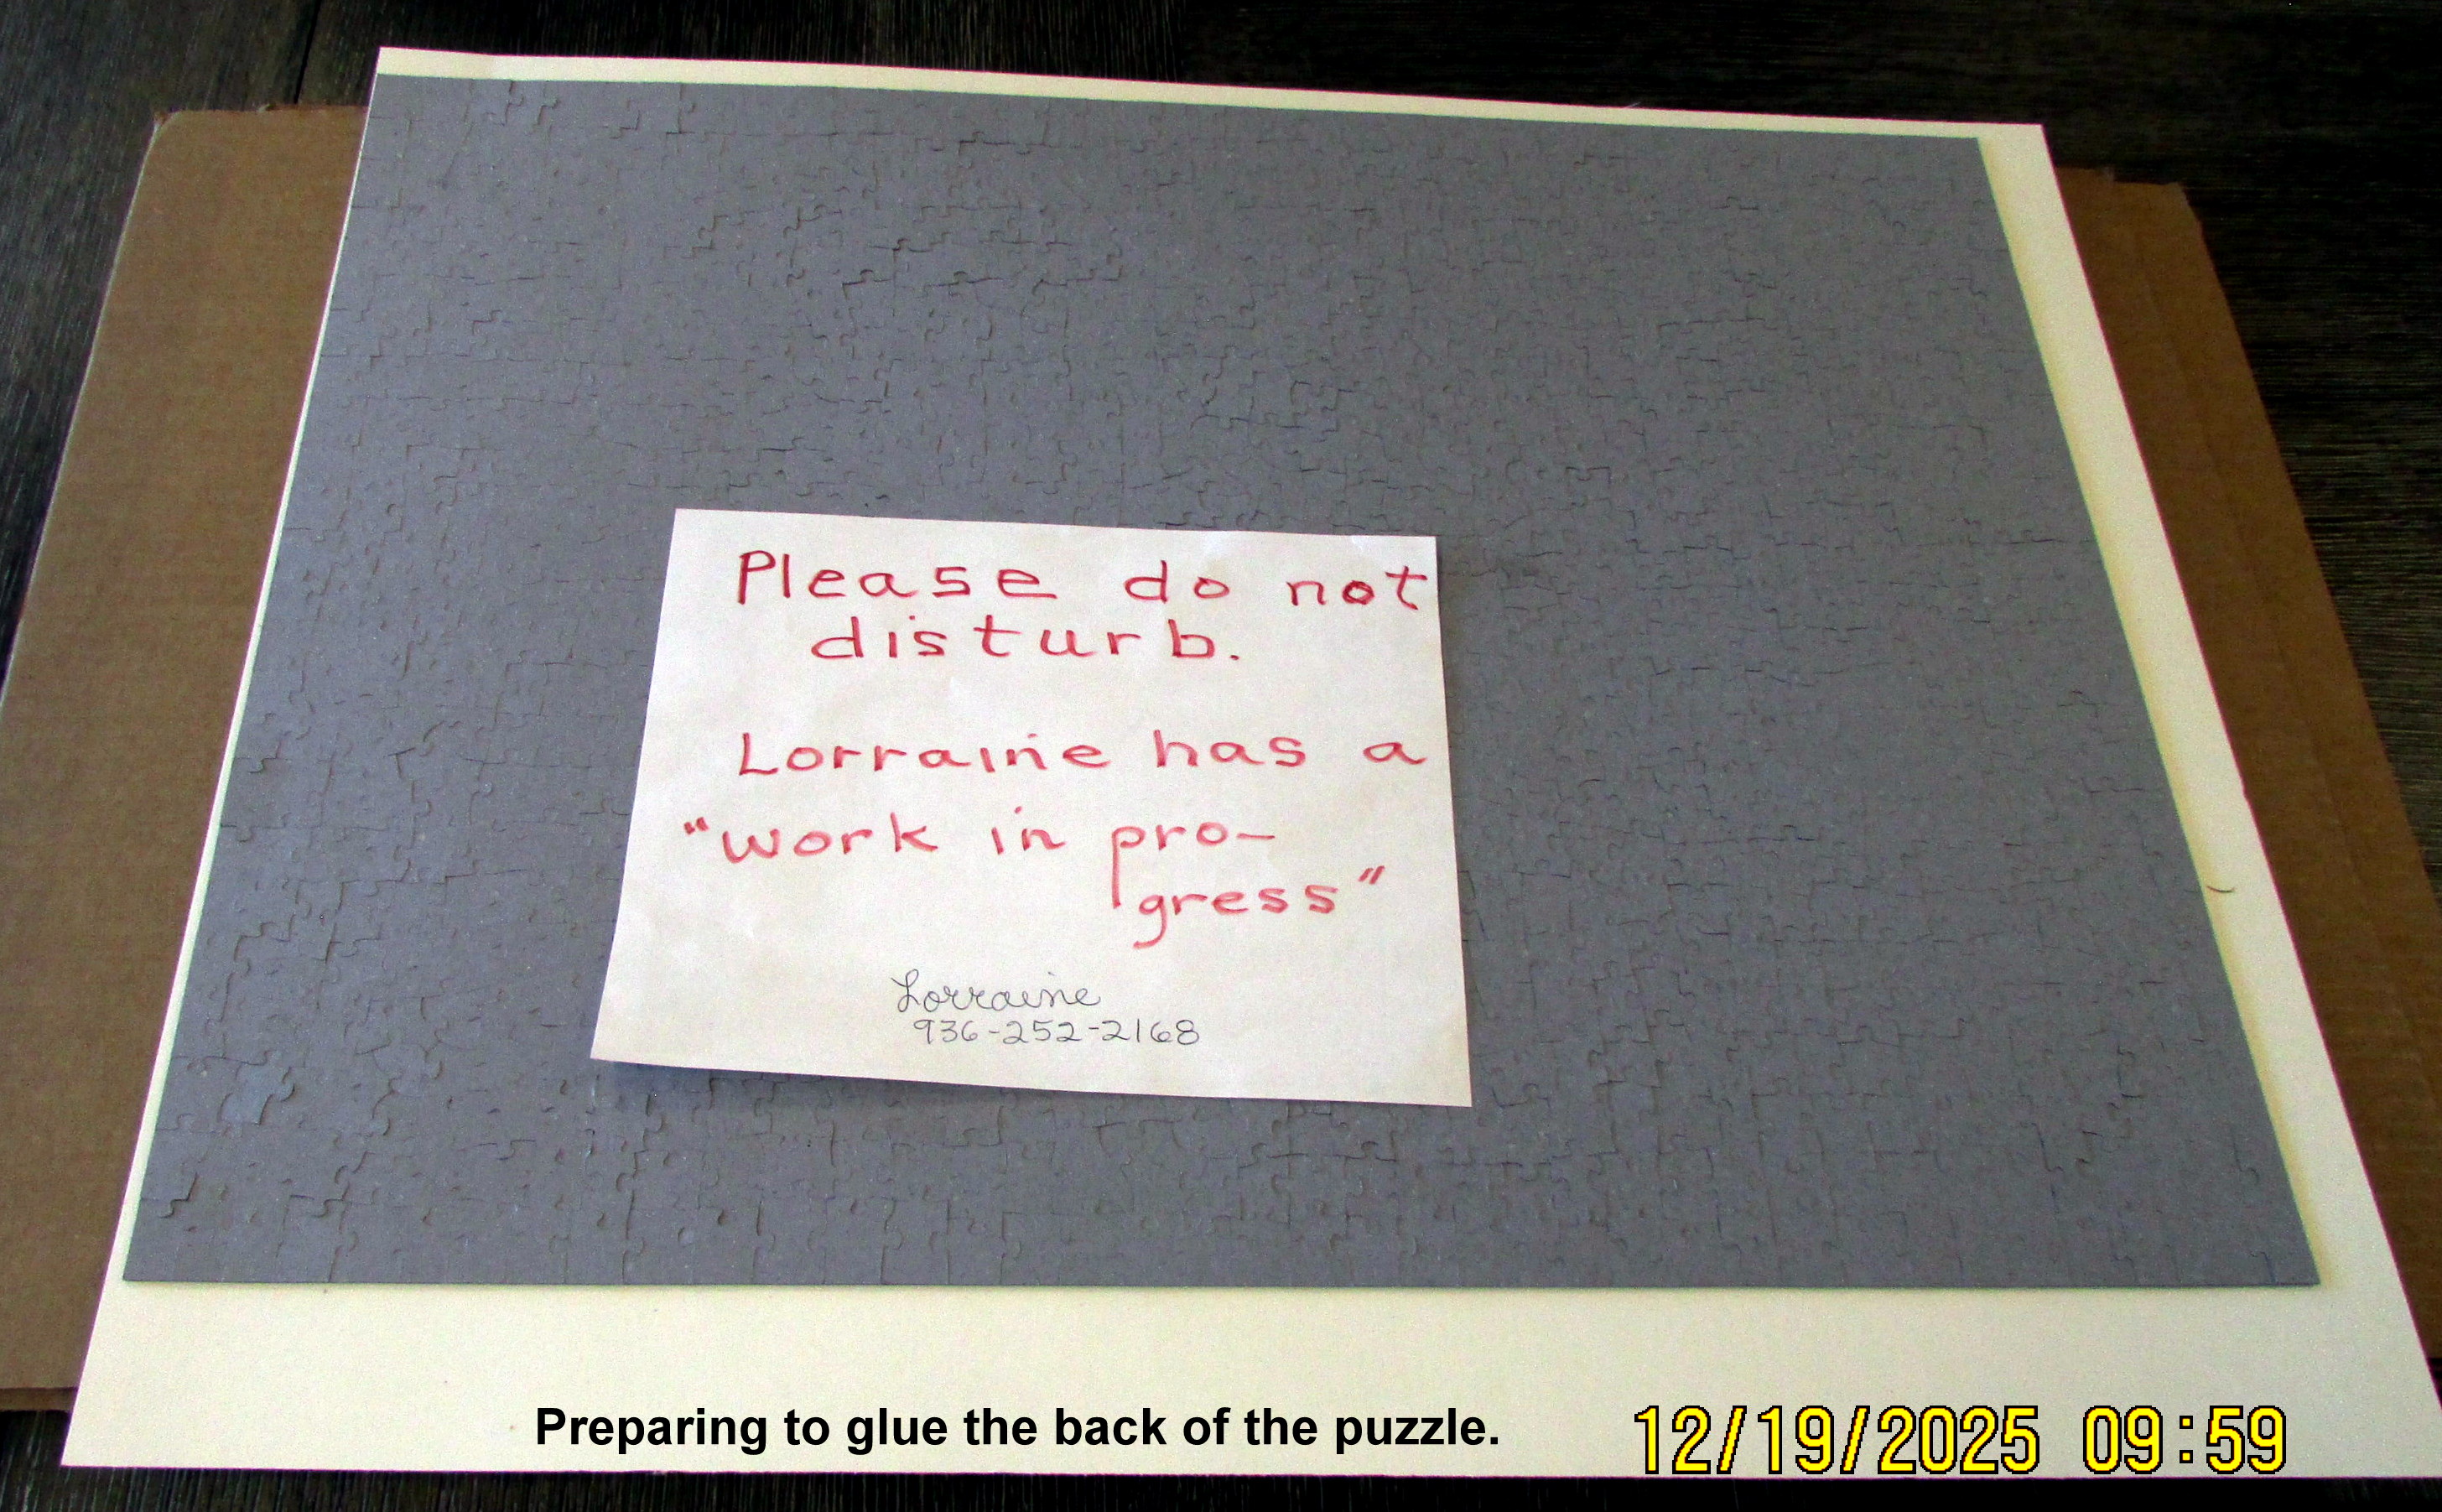 Please do not
disturb.
Lorraine has a
"work in pro-
gress"
Lorraine
936-252-2168
Preparing to glue the back of the puzzle.
12/19/2025 09:59